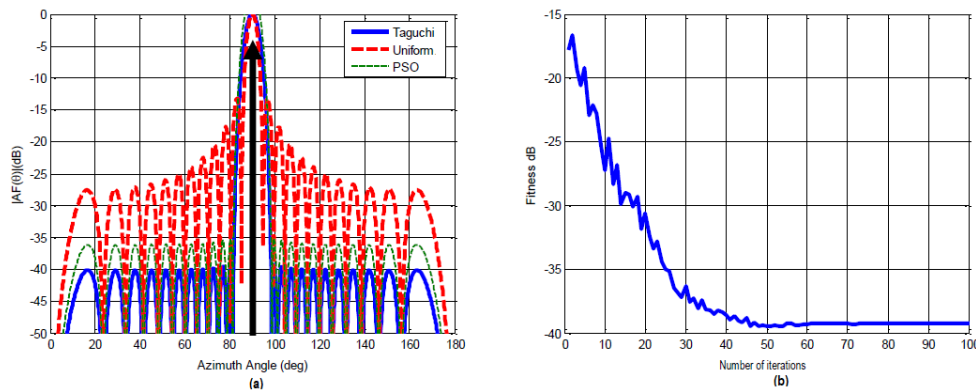 0
-5
-10
-15
-20
-25
-30
-35
-40
-45
-50
|AF(θ)|(dB)
Taguchi
Uniform
PSO
0 20 40 60 80 100 120 140 160 180
Azimuth Angle (deg)
(a)
-15
-20
-25
-30
-35
-40
Fitness dB
0 10 20 30 40 50 60 70 80 90 100
Number of iterations
(b)